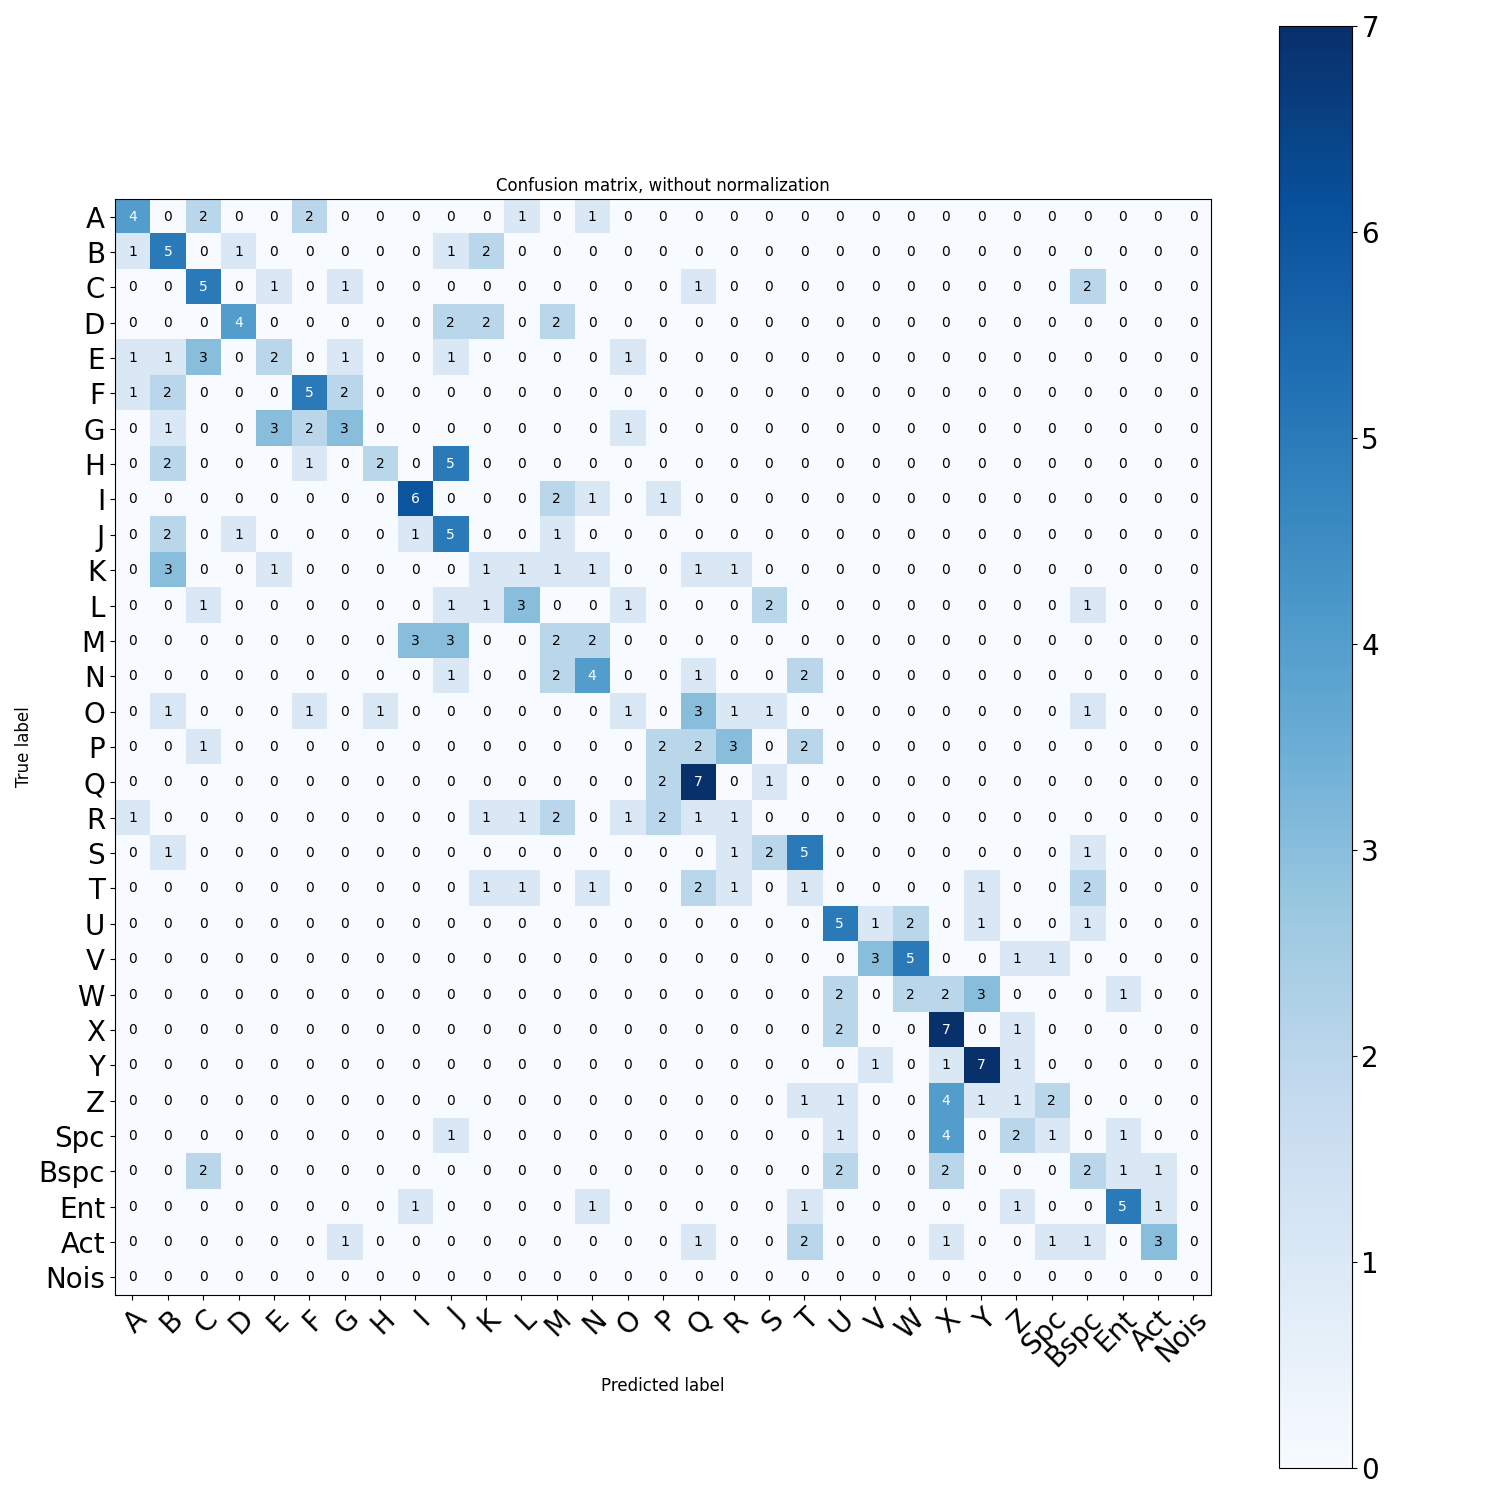 Confusion matrix, without normalization
A 4 0 2 0 0 2 0 0 0 0 0 1 0 1 0 0 0 0 0 0 0 0 0 0 0 0 0 0 0 0 0
B 1 5 0 1 0 0 0 0 0 1 2 0 0 0 0 0 0 0 0 0 0 0 0 0 0 0 0 0 0 0 0
C 0 0 5 0 1 0 1 0 0 0 0 0 0 0 0 0 1 0 0 0 0 0 0 0 0 0 0 2 0 0 0
D 0 0 0 4 0 0 0 0 0 2 2 0 2 0 0 0 0 0 0 0 0 0 0 0 0 0 0 0 0 0 0
E 1 1 3 0 2 0 1 0 0 1 0 0 0 0 1 0 0 0 0 0 0 0 0 0 0 0 0 0 0 0 0
F 1 2 0 0 0 5 2 0 0 0 0 0 0 0 0 0 0 0 0 0 0 0 0 0 0 0 0 0 0 0 0
G 0 1 0 0 3 2 3 0 0 0 0 0 0 0 1 0 0 0 0 0 0 0 0 0 0 0 0 0 0 0 0
H 0 2 0 0 0 1 0 2 0 5 0 0 0 0 0 0 0 0 0 0 0 0 0 0 0 0 0 0 0 0 0
I 0 0 0 0 0 0 0 0 6 0 0 0 2 1 0 1 0 0 0 0 0 0 0 0 0 0 0 0 0 0 0
J 0 2 0 1 0 0 0 0 1 5 0 0 1 0 0 0 0 0 0 0 0 0 0 0 0 0 0 0 0 0 0
K 0 3 0 0 1 0 0 0 0 0 1 1 1 1 0 0 1 1 0 0 0 0 0 0 0 0 0 0 0 0 0
L 0 0 1 0 0 0 0 0 0 1 1 3 0 0 1 0 0 0 2 0 0 0 0 0 0 0 0 1 0 0 0
M 0 0 0 0 0 0 0 0 3 3 0 0 2 2 0 0 0 0 0 0 0 0 0 0 0 0 0 0 0 0 0
N 0 0 0 0 0 0 0 0 0 1 0 0 2 4 0 0 1 0 0 2 0 0 0 0 0 0 0 0 0 0 0
O 0 1 0 0 0 1 0 1 0 0 0 0 0 0 1 0 3 1 1 0 0 0 0 0 0 0 0 1 0 0 0
P 0 0 1 0 0 0 0 0 0 0 0 0 0 0 0 2 2 3 0 2 0 0 0 0 0 0 0 0 0 0 0
Q 0 0 0 0 0 0 0 0 0 0 0 0 0 0 0 2 7 0 1 0 0 0 0 0 0 0 0 0 0 0 0
R 1 0 0 0 0 0 0 0 0 0 1 1 2 0 1 2 1 1 0 0 0 0 0 0 0 0 0 0 0 0 0
S 0 1 0 0 0 0 0 0 0 0 0 0 0 0 0 0 0 1 2 5 0 0 0 0 0 0 0 1 0 0 0
T 0 0 0 0 0 0 0 0 0 0 1 1 0 1 0 0 2 1 0 1 0 0 0 0 1 0 0 2 0 0 0
U 0 0 0 0 0 0 0 0 0 0 0 0 0 0 0 0 0 0 0 0 5 1 2 0 1 0 0 1 0 0 0
V 0 0 0 0 0 0 0 0 0 0 0 0 0 0 0 0 0 0 0 0 0 3 5 0 0 1 1 0 0 0 0
W 0 0 0 0 0 0 0 0 0 0 0 0 0 0 0 0 0 0 0 0 2 0 2 2 3 0 0 0 1 0 0
X 0 0 0 0 0 0 0 0 0 0 0 0 0 0 0 0 0 0 0 0 2 0 0 7 0 1 0 0 0 0 0
Y 0 0 0 0 0 0 0 0 0 0 0 0 0 0 0 0 0 0 0 0 0 1 0 1 7 1 0 0 0 0 0
Z 0 0 0 0 0 0 0 0 0 0 0 0 0 0 0 0 0 0 0 1 1 0 0 4 1 1 2 0 0 0 0
Spc 0 0 0 0 0 0 0 0 0 1 0 0 0 0 0 0 0 0 0 0 1 0 0 4 0 2 1 0 1 0 0
Bspc 0 0 2 0 0 0 0 0 0 0 0 0 0 0 0 0 0 0 0 0 2 0 0 2 0 0 0 2 1 1 0
Ent 0 0 0 0 0 0 0 0 1 0 0 0 0 1 0 0 0 0 0 1 0 0 0 0 0 1 0 0 5 1 0
Act 0 0 0 0 0 0 1 0 0 0 0 0 0 0 0 0 1 0 0 2 0 0 0 1 0 0 1 1 0 3 0
Nois 0 0 0 0 0 0 0 0 0 0 0 0 0 0 0 0 0 0 0 0 0 0 0 0 0 0 0 0 0 0 0
A B C D E F G H I J K L M N O P Q R S T U V W X Y Z Spc Bspc Ent Act Nois
Predicted label
True label
7
6
5
4
3
2
1
0